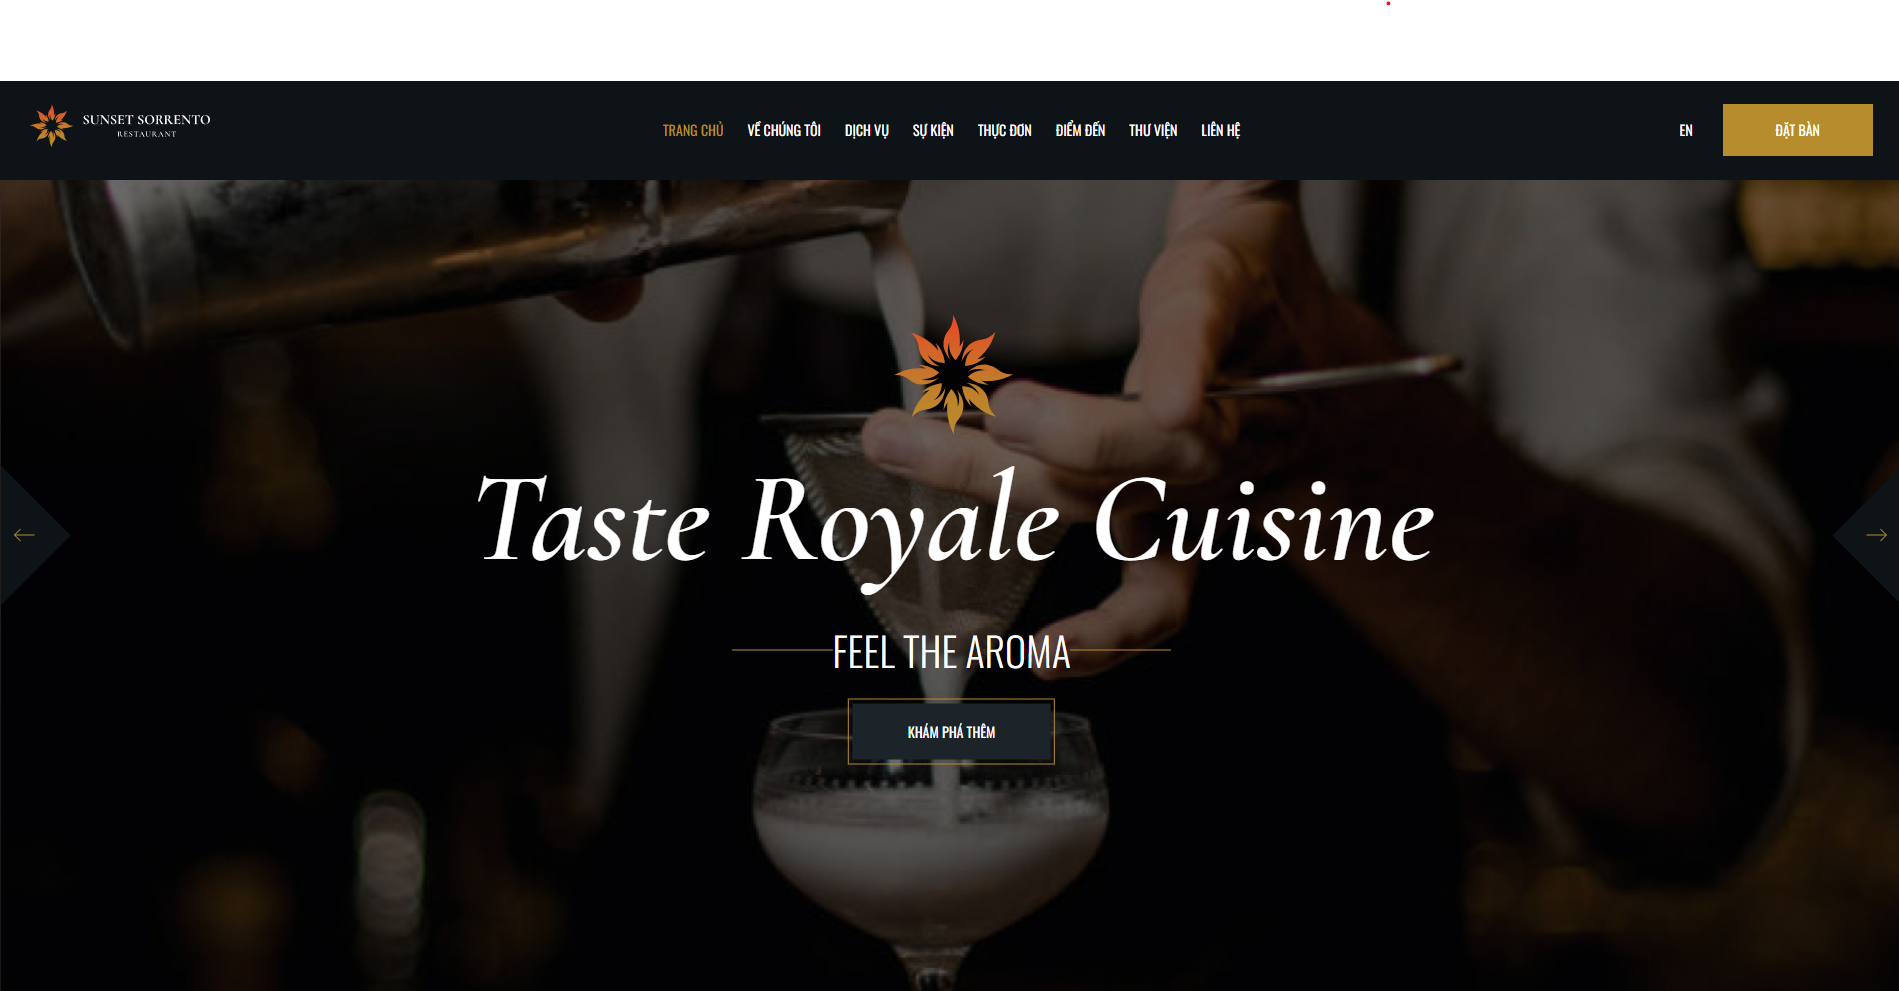 SUNSET SORRENTO
RESTAURANT
TRANG CHỦ VỀ CHÚNG TÔI DỊCH VỤ SỰ KIỆN THỰC ĐƠN ĐIỂM ĐẾN THƯ VIỆN LIÊN HỆ
EN
ĐẶT BÀN
Taste Royale Cuisine
FEEL THE AROMA
KHÁM PHÁ THÊM